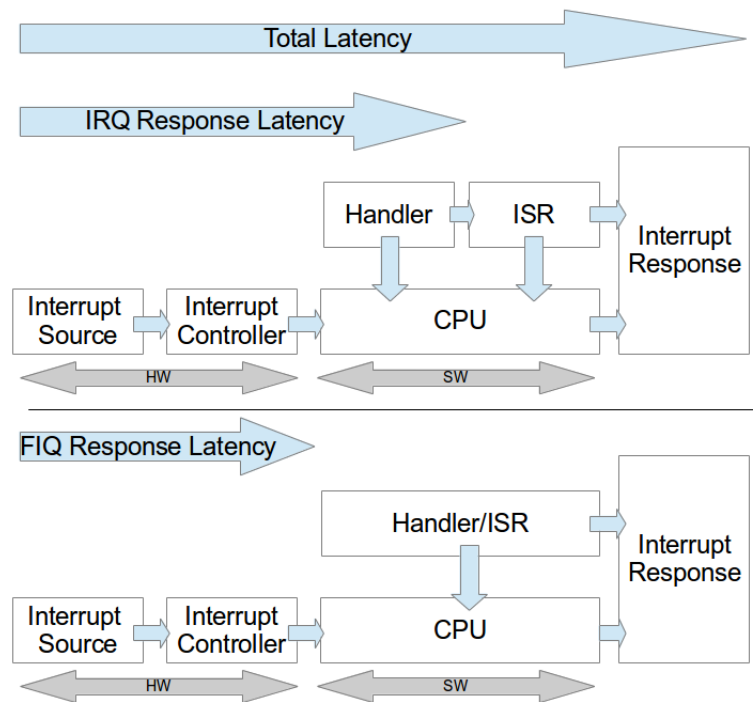 Total Latency
IRQ Response Latency
Handler
ISR
Interrupt
Response
Interrupt
Source
Interrupt
Controller
CPU
HW
SW
FIQ Response Latency
Handler/ISR
Interrupt
Response
Interrupt
Source
Interrupt
Controller
CPU
HW
SW